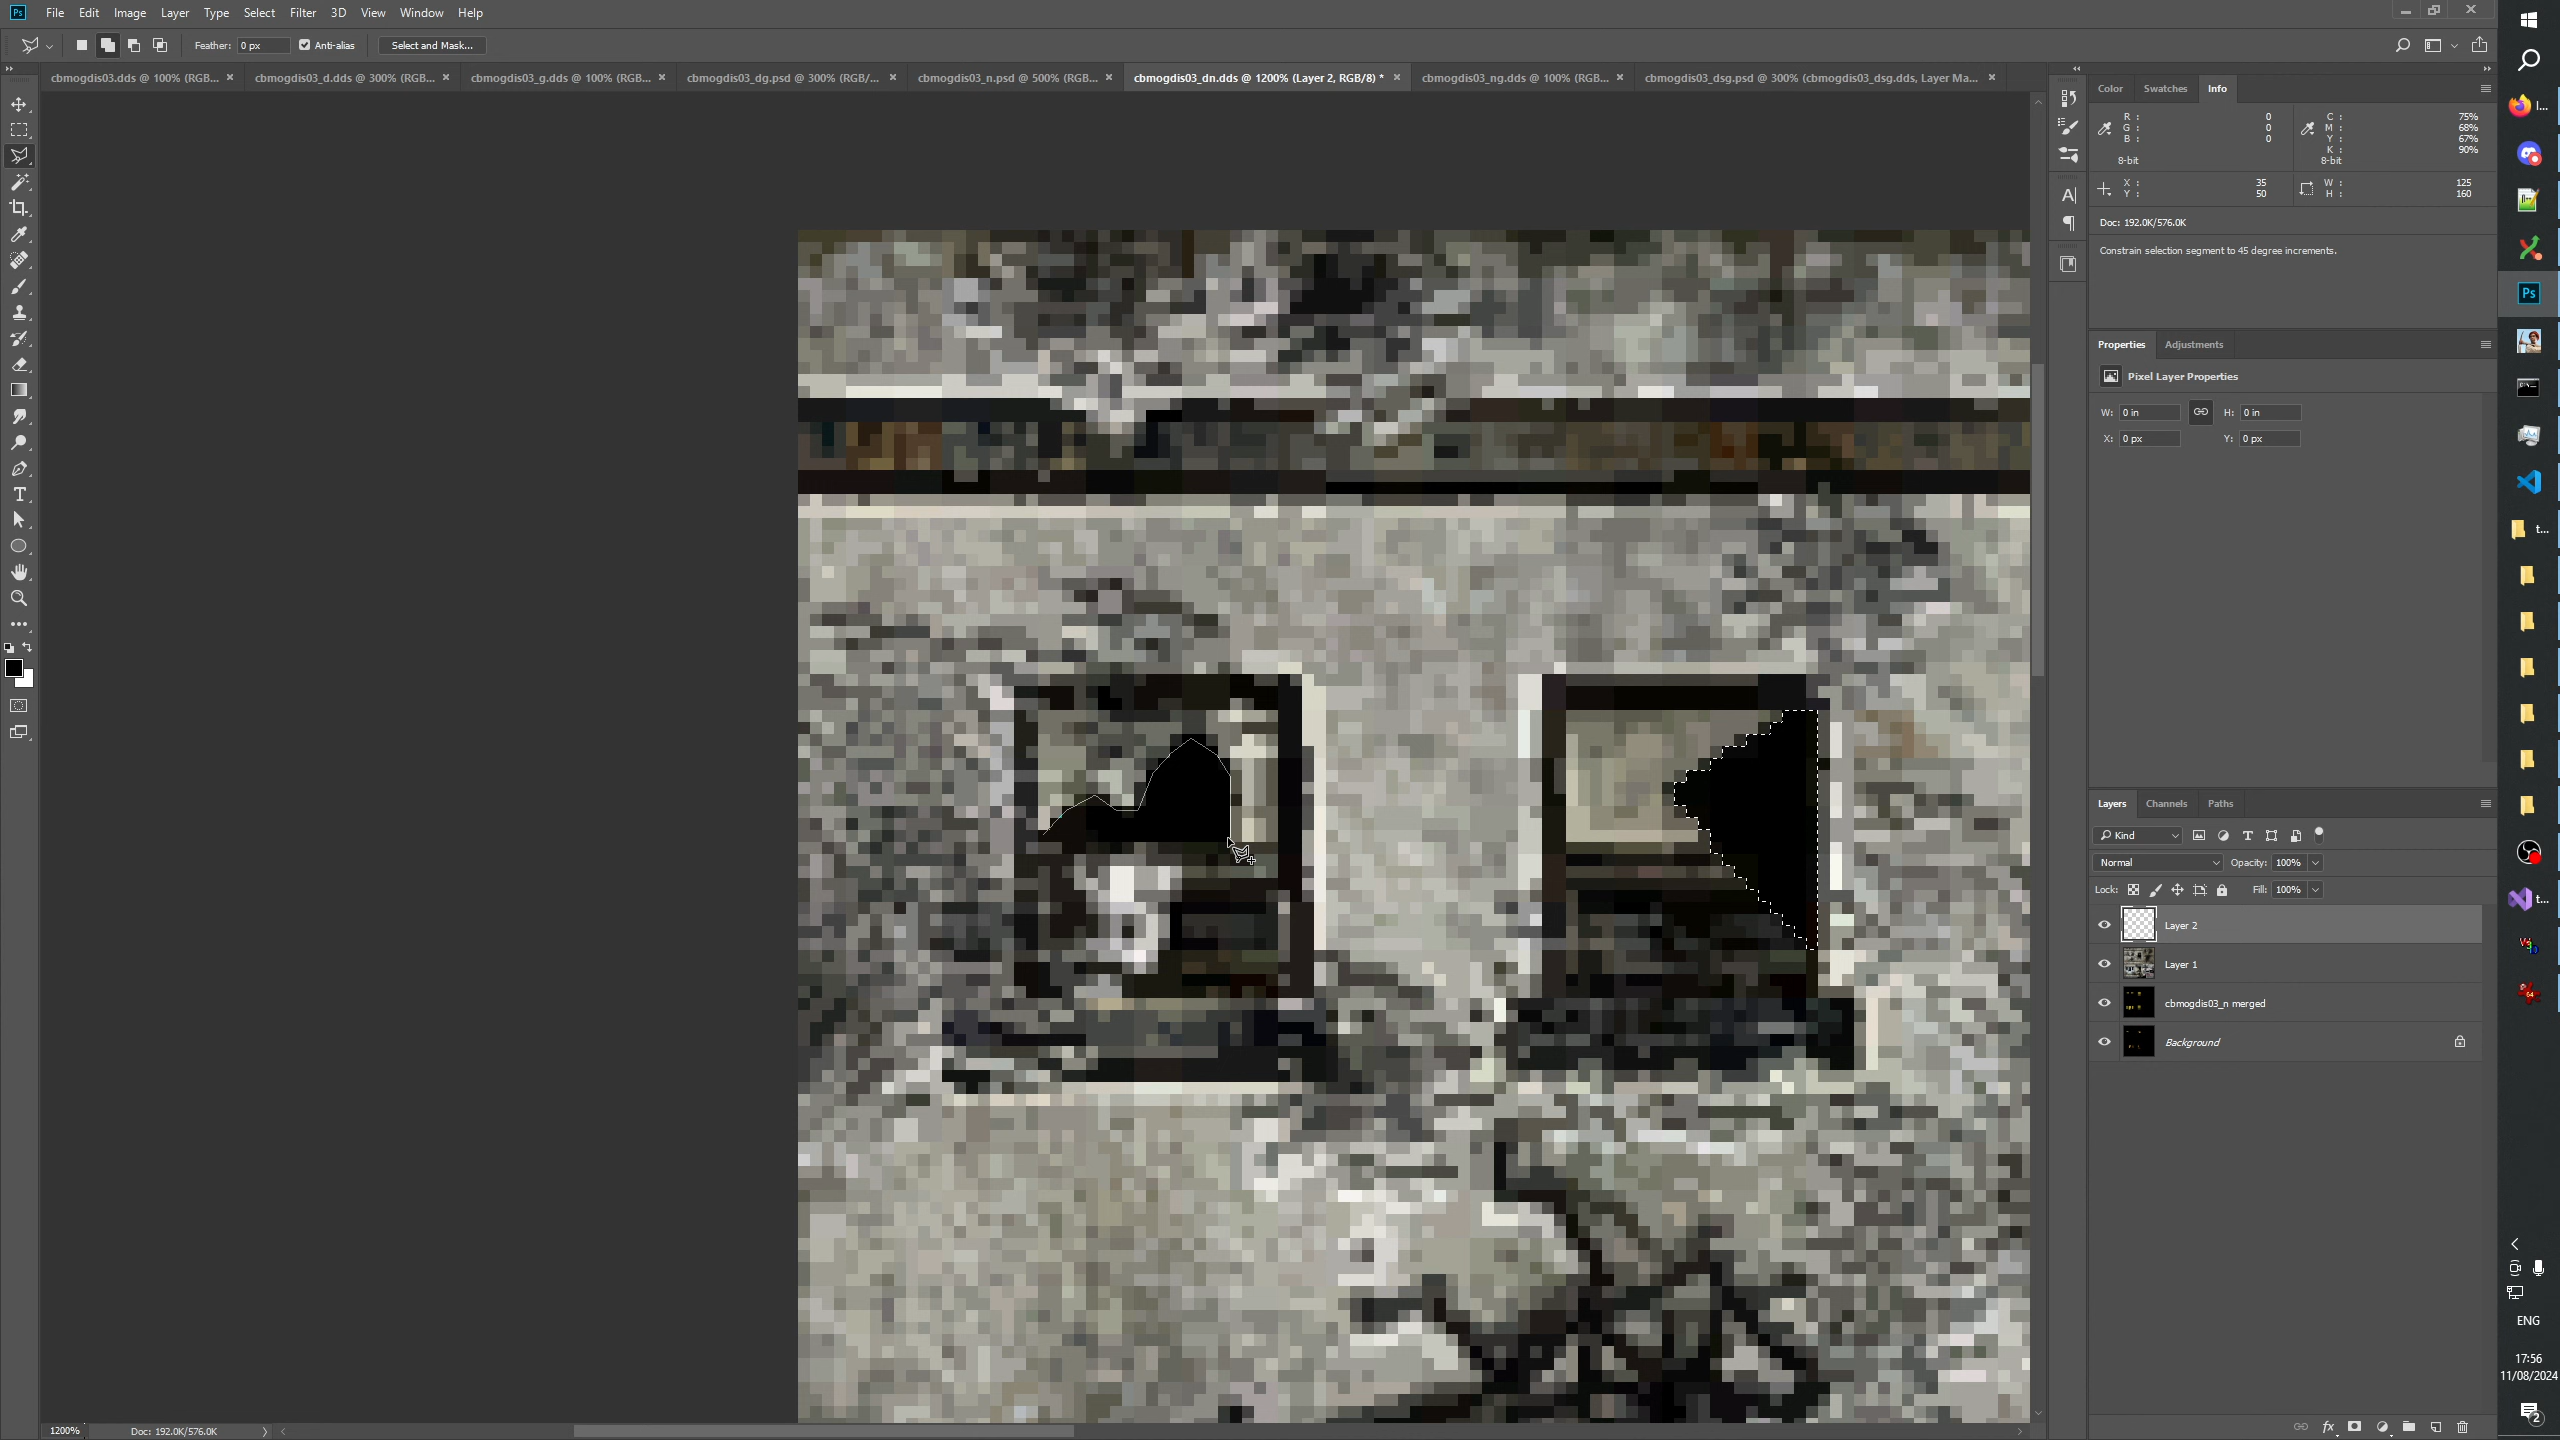 Ps File Edit Image Layer Type Select Filter 3D View Window Help
Feather: 0 px Anti-alias Select and Mask...
cbmogdis03.dds @ 100% (RGB... × cbmogdis03_d.dds @ 300% (RGB... × cbmogdis03_g.dds @ 100% (RGB... × cbmogdis03_dg.psd @ 300% (RGB/... × cbmogdis03_n.psd @ 500% (RGB... × cbmogdis03_dn.dds @ 1200% (Layer 2, RGB/8) * × cbmogdis03_ng.dds @ 100% (RGB... × cbmogdis03_dsg.psd @ 300% (cbmogdis03_dsg.dds, Layer Ma... ×
Color Swatches Info
R : 0 C : 75%
G : 0 M : 68%
B : 0 Y : 67%
K : 90%
8-bit 8-bit
X : 35 W : 125
Y : 50 H : 160
Doc: 192.0K/576.0K
Constrain selection segment to 45 degree increments.
Properties Adjustments
Pixel Layer Properties
W: 0 in H: 0 in
X: 0 px Y: 0 px
Layers Channels Paths
Kind
Normal Opacity: 100%
Lock: Fill: 100%
Layer 2
Layer 1
cbmogdis03_n merged
Background
1200% Doc: 192.0K/576.0K
l...
Ps
t...
t...
64
ENG
17:56
11/08/2024
2